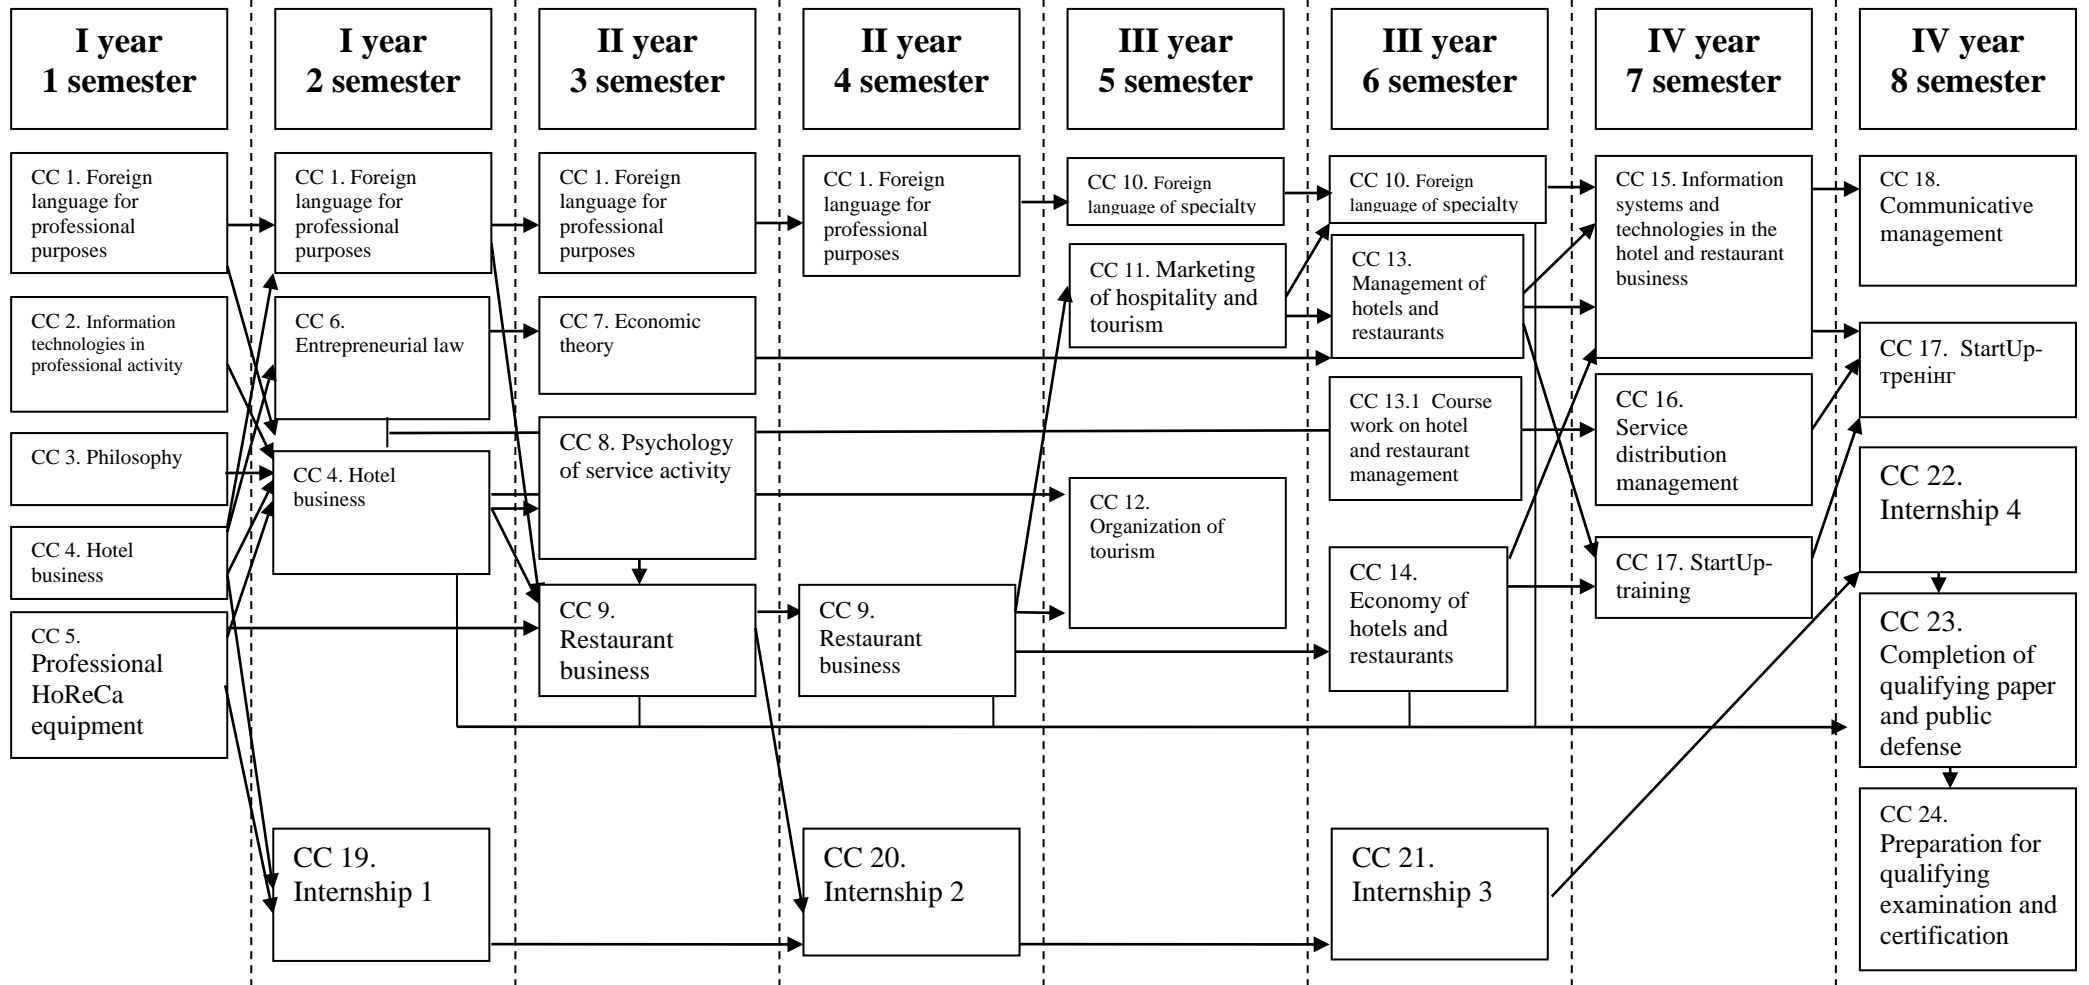 I year
1 semester
I year
2 semester
II year
3 semester
II year
4 semester
III year
5 semester
III year
6 semester
IV year
7 semester
IV year
8 semester
CC 1. Foreign
language for
professional
purposes
CC 2. Information
technologies in
professional activity
CC 3. Philosophy
CC 4. Hotel
business
CC 5.
Professional
HoReCa
equipment
CC 1. Foreign
language for
professional
purposes
CC 6.
Entrepreneurial law
CC 4. Hotel
business
CC 19.
Internship 1
CC 1. Foreign
language for
professional
purposes
CC 7. Economic
theory
CC 8. Psychology
of service activity
CC 9.
Restaurant
business
CC 1. Foreign
language for
professional
purposes
CC 9.
Restaurant
business
CC 20.
Internship 2
CC 10. Foreign
language of specialty
CC 11. Marketing
of hospitality and
tourism
CC 12.
Organization of
tourism
CC 10. Foreign
language of specialty
CC 13.
Management of
hotels and
restaurants
CC 13.1 Course
work on hotel
and restaurant
management
CC 14.
Economy of
hotels and
restaurants
CC 21.
Internship 3
CC 15. Information
systems and
technologies in the
hotel and restaurant
business
CC 16.
Service
distribution
management
CC 17. StartUp-
training
CC 18.
Communicative
management
CC 17. StartUp-
тренінг
CC 22.
Internship 4
CC 23.
Completion of
qualifying paper
and public
defense
CC 24.
Preparation for
qualifying
examination and
certification